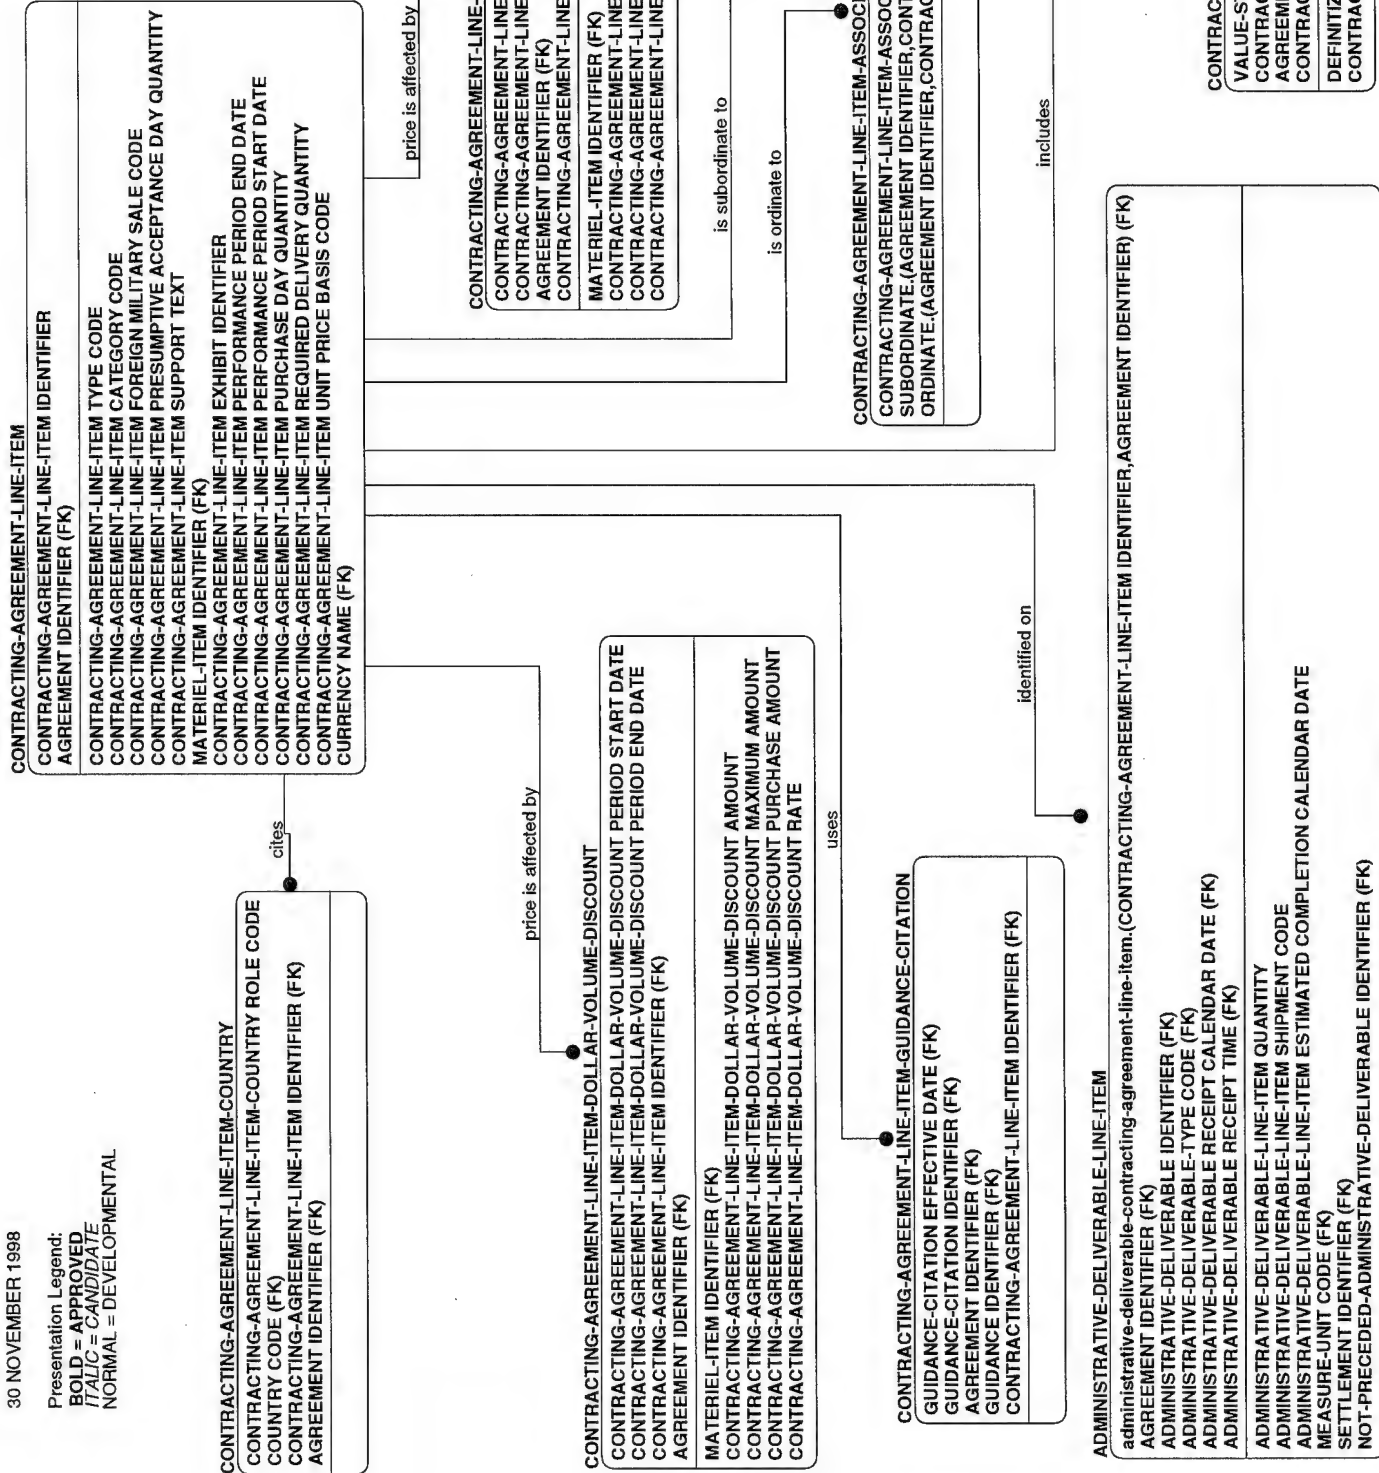 30 NOVEMBER 1998
Presentation Legend:
BOLD = APPROVED
ITALIC = CANDIDATE
NORMAL = DEVELOPMENTAL
CONTRACTING-AGREEMENT-LINE-ITEM
CONTRACTING-AGREEMENT-LINE-ITEM IDENTIFIER
AGREEMENT IDENTIFIER (FK)
CONTRACTING-AGREEMENT-LINE-ITEM TYPE CODE
CONTRACTING-AGREEMENT-LINE-ITEM CATEGORY CODE
CONTRACTING-AGREEMENT-LINE-ITEM FOREIGN MILITARY SALE CODE
CONTRACTING-AGREEMENT-LINE-ITEM PRESUMPTIVE ACCEPTANCE DAY QUANTITY
CONTRACTING-AGREEMENT-LINE-ITEM SUPPORT TEXT
MATERIEL-ITEM IDENTIFIER (FK)
CONTRACTING-AGREEMENT-LINE-ITEM EXHIBIT IDENTIFIER
CONTRACTING-AGREEMENT-LINE-ITEM PERFORMANCE PERIOD END DATE
CONTRACTING-AGREEMENT-LINE-ITEM PERFORMANCE PERIOD START DATE
CONTRACTING-AGREEMENT-LINE-ITEM PURCHASE DAY QUANTITY
CONTRACTING-AGREEMENT-LINE-ITEM REQUIRED DELIVERY QUANTITY
CONTRACTING-AGREEMENT-LINE-ITEM UNIT PRICE BASIS CODE
CURRENCY NAME (FK)
cites
price is affected by
CONTRACTING-AGREEMENT-LINE-ITEM-COUNTRY
CONTRACTING-AGREEMENT-LINE-ITEM-COUNTRY ROLE CODE
COUNTRY CODE (FK)
CONTRACTING-AGREEMENT-LINE-ITEM IDENTIFIER (FK)
AGREEMENT IDENTIFIER (FK)
price is affected by
CONTRACTING-AGREEMENT-LINE-
CONTRACTING-AGREEMENT-LINE
CONTRACTING-AGREEMENT-LINE
AGREEMENT IDENTIFIER (FK)
CONTRACTING-AGREEMENT-LINE
MATERIEL-ITEM IDENTIFIER (FK)
CONTRACTING-AGREEMENT-LINE
CONTRACTING-AGREEMENT-LINE
CONTRACTING-AGREEMENT-LINE
CONTRACTING-AGREEMENT-LINE-ITEM-DOLLAR-VOLUME-DISCOUNT
CONTRACTING-AGREEMENT-LINE-ITEM-DOLLAR-VOLUME-DISCOUNT PERIOD START DATE
CONTRACTING-AGREEMENT-LINE-ITEM-DOLLAR-VOLUME-DISCOUNT PERIOD END DATE
CONTRACTING-AGREEMENT-LINE-ITEM IDENTIFIER (FK)
AGREEMENT IDENTIFIER (FK)
MATERIEL-ITEM IDENTIFIER (FK)
CONTRACTING-AGREEMENT-LINE-ITEM-DOLLAR-VOLUME-DISCOUNT AMOUNT
CONTRACTING-AGREEMENT-LINE-ITEM-DOLLAR-VOLUME-DISCOUNT MAXIMUM AMOUNT
CONTRACTING-AGREEMENT-LINE-ITEM-DOLLAR-VOLUME-DISCOUNT PURCHASE AMOUNT
CONTRACTING-AGREEMENT-LINE-ITEM-DOLLAR-VOLUME-DISCOUNT RATE
is subordinate to
is ordinate to
uses
CONTRACTING-AGREEMENT-LINE-ITEM-GUIDANCE-CITATION
GUIDANCE-CITATION EFFECTIVE DATE (FK)
GUIDANCE-CITATION IDENTIFIER (FK)
AGREEMENT IDENTIFIER (FK)
GUIDANCE IDENTIFIER (FK)
CONTRACTING-AGREEMENT-LINE-ITEM IDENTIFIER (FK)
CONTRACTING-AGREEMENT-LINE-ITEM-ASSOCI
CONTRACTING-AGREEMENT-LINE-ITEM-ASSOC
SUBORDINATE.(AGREEMENT IDENTIFIER,CONT
ORDINATE.(AGREEMENT IDENTIFIER,CONTRAC
identified on
includes
ADMINISTRATIVE-DELIVERABLE-LINE-ITEM
administrative-deliverable-contracting-agreement-line-item.(CONTRACTING-AGREEMENT-LINE-ITEM IDENTIFIER,AGREEMENT IDENTIFIER) (FK)
AGREEMENT IDENTIFIER (FK)
ADMINISTRATIVE-DELIVERABLE IDENTIFIER (FK)
ADMINISTRATIVE-DELIVERABLE-TYPE CODE (FK)
ADMINISTRATIVE-DELIVERABLE RECEIPT CALENDAR DATE (FK)
ADMINISTRATIVE-DELIVERABLE RECEIPT TIME (FK)
ADMINISTRATIVE-DELIVERABLE-LINE-ITEM QUANTITY
ADMINISTRATIVE-DELIVERABLE-LINE-ITEM SHIPMENT CODE
ADMINISTRATIVE-DELIVERABLE-LINE-ITEM ESTIMATED COMPLETION CALENDAR DATE
MEASURE-UNIT CODE (FK)
SETTLEMENT IDENTIFIER (FK)
NOT-PRECEDED-ADMINISTRATIVE-DELIVERABLE IDENTIFIER (FK)
CONTRAC
VALUE-S
CONTRAC
AGREEM
CONTRAC
DEFINITI
CONTRAC